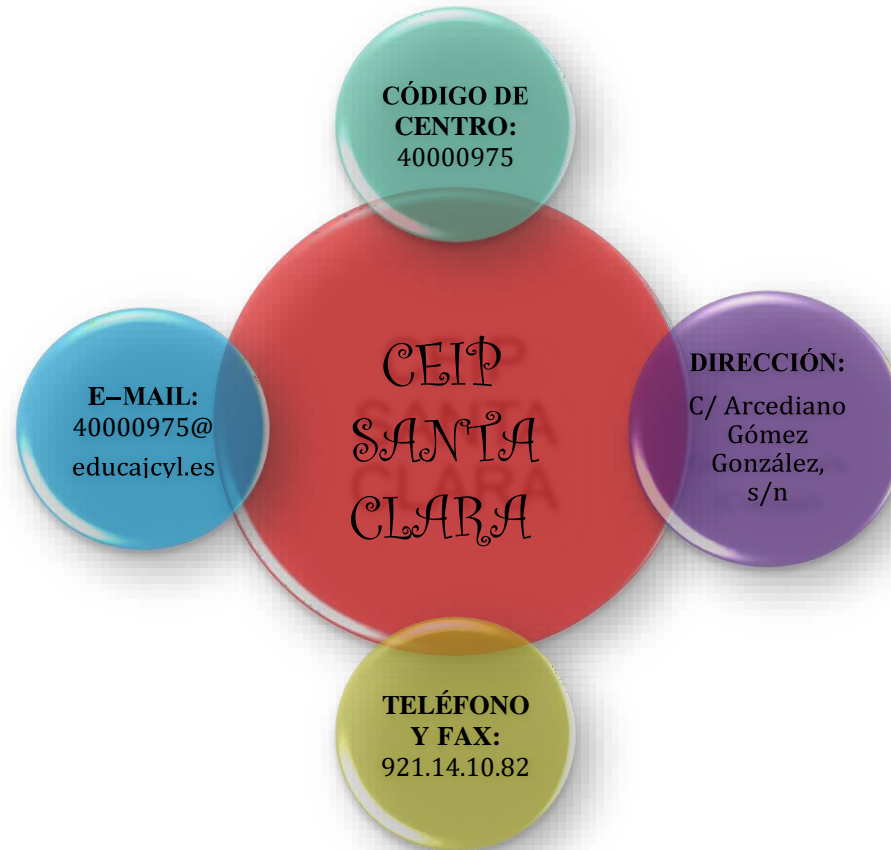 CÓDIGO DE
CENTRO:
40000975
CEIP
SANTA
CLARA
E–MAIL:
40000975@
educajcyl.es
DIRECCIÓN:
C/ Arcediano
Gómez
González,
s/n
TELÉFONO
Y FAX:
921.14.10.82